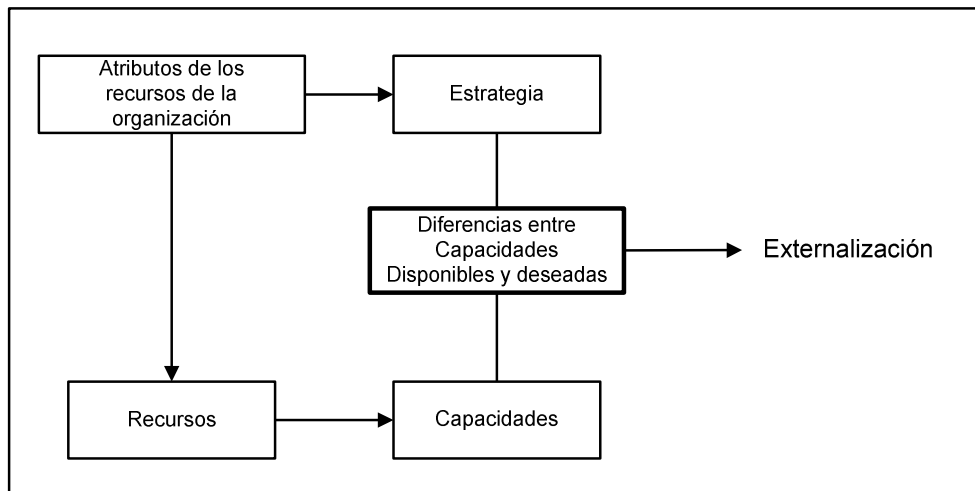 Atributos de los
recursos de la
organización
Estrategia
Diferencias entre
Capacidades
Disponibles y deseadas
Externalización
Recursos
Capacidades